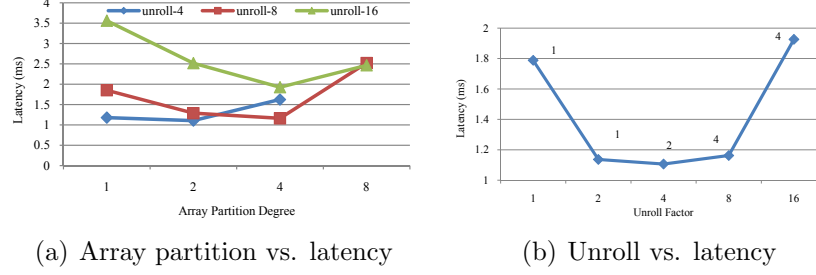 unroll-4 unroll-8 unroll-16
4
3.5
3
2.5
2
1.5
1
0.5
0
Latency (ms)
1 2 4 8
Array Partition Degree
(a) Array partition vs. latency
2
1.8
1.6
1.4
1.2
1
Latency (ms)
1
1
2
4
4
1 2 4 8 16
Unroll Factor
(b) Unroll vs. latency